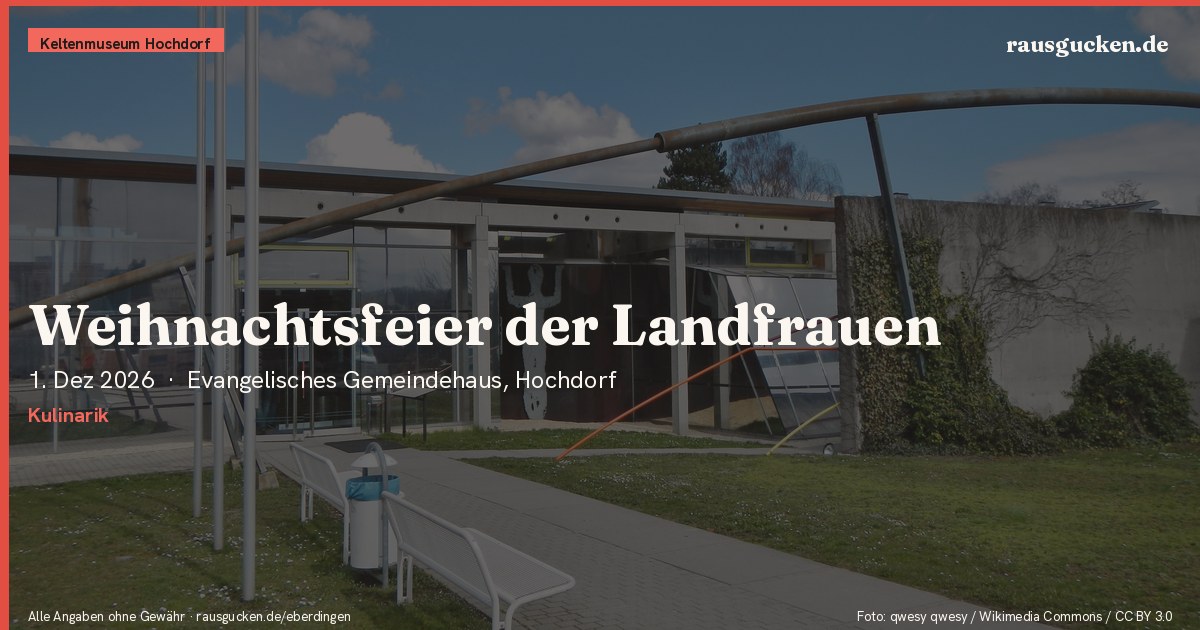 Keltenmuseum Hochdorf
rausgucken.de
Weihnachtsfeier der Landfrauen
1. Dez 2026 · Evangelisches Gemeindehaus, Hochdorf
Kulinarik
Alle Angaben ohne Gewähr · rausgucken.de/eberdingen
Foto: qwesy qwesy / Wikimedia Commons / CC BY 3.0